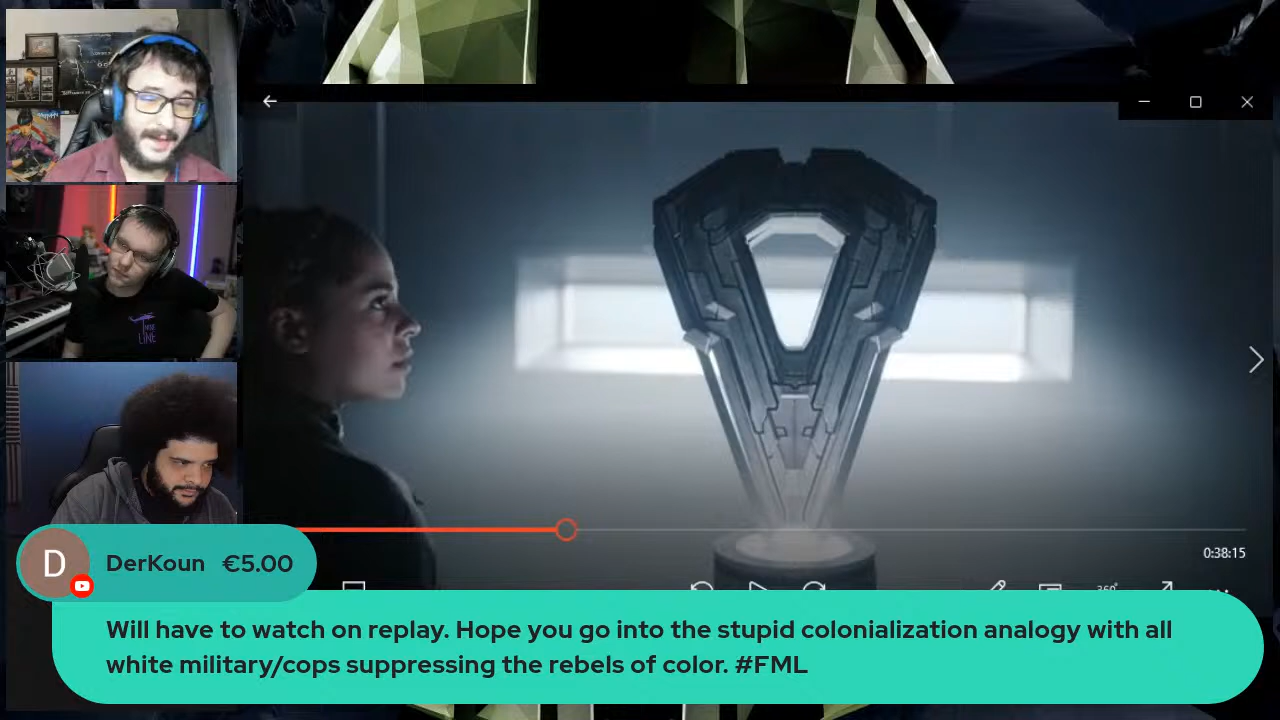 0:38:15
D
DerKoun €5.00
Will have to watch on replay. Hope you go into the stupid colonialization analogy with all
white military/cops suppressing the rebels of color. #FML